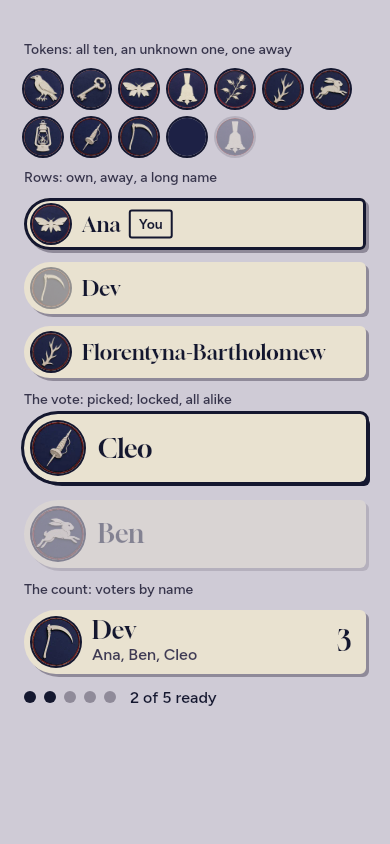 Tokens: all ten, an unknown one, one away
Rows: own, away, a long name
Ana You
Dev
Florentyna-Bartholomew
The vote: picked; locked, all alike
Cleo
Ben
The count: voters by name
Dev
Ana, Ben, Cleo
3
2 of 5 ready